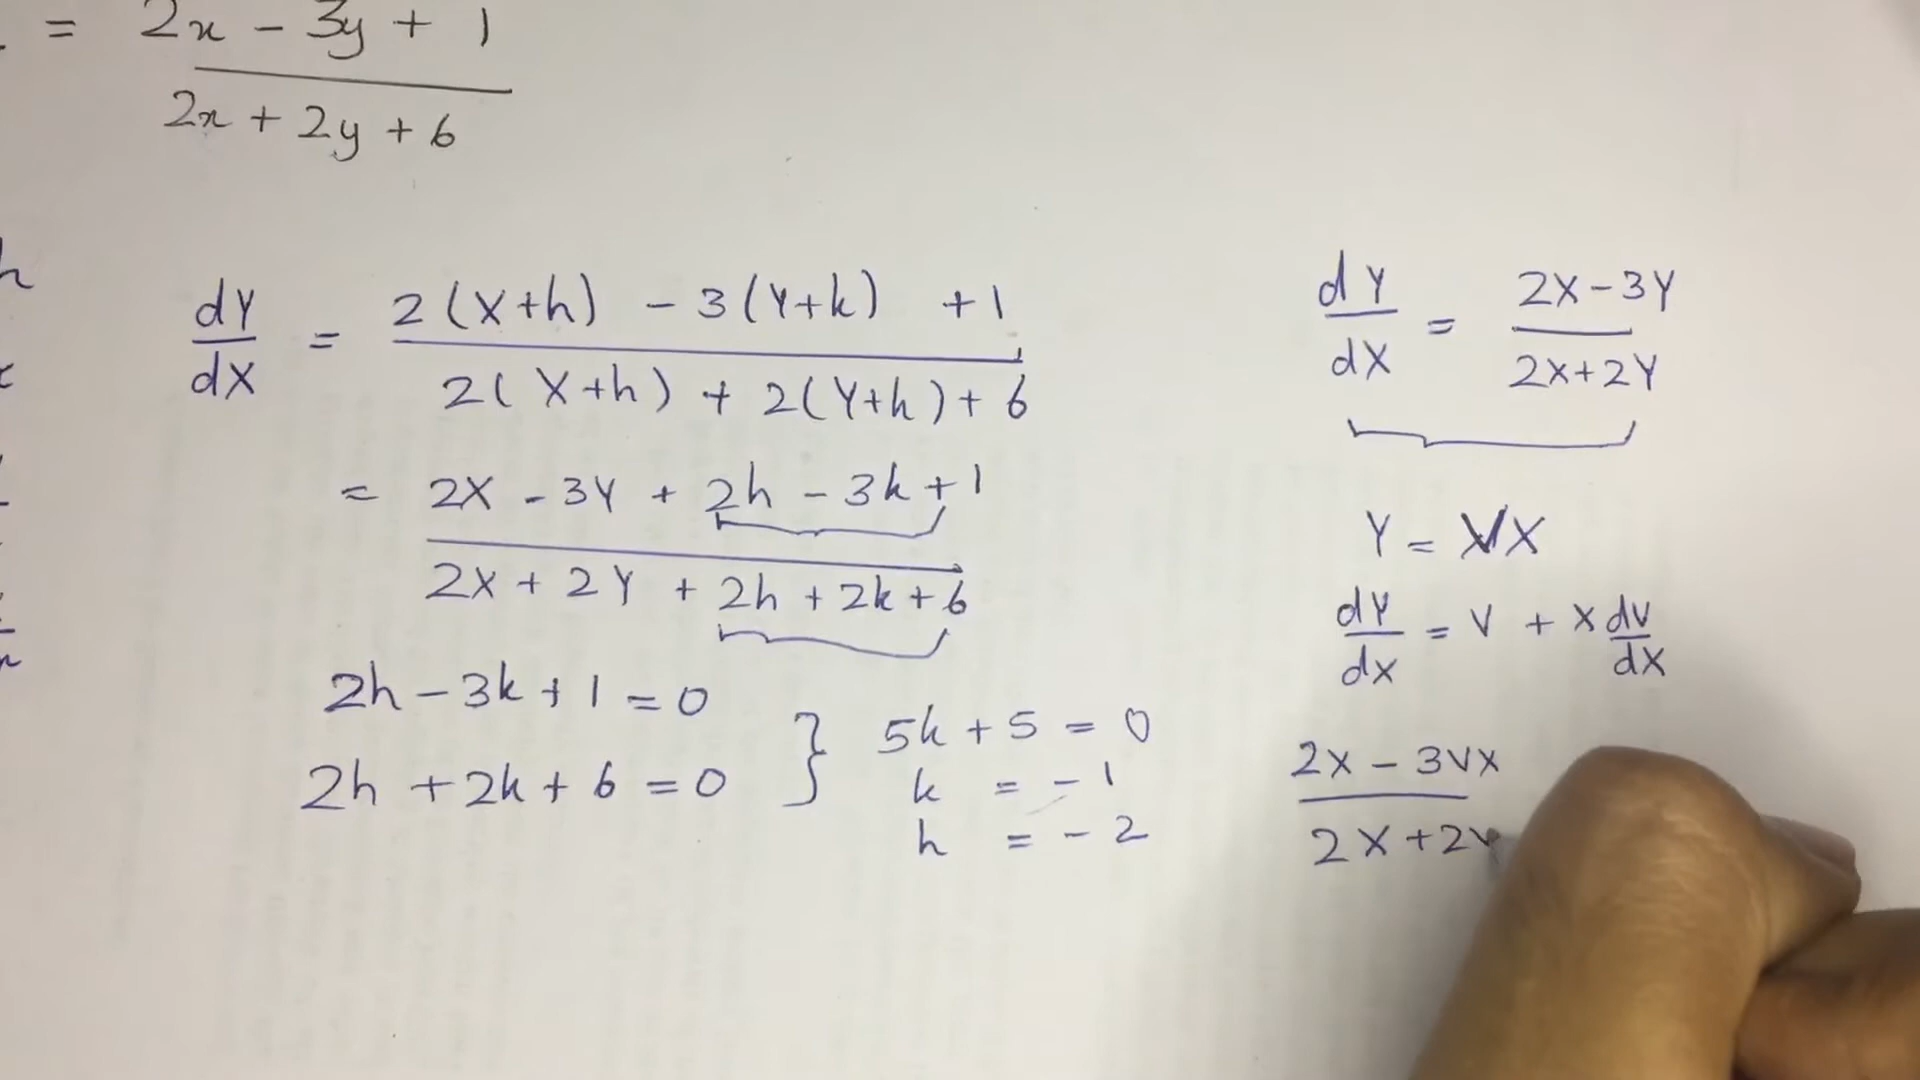 = 2x - 3y + 1
2x + 2y + 6
h
dY/dX = 2(X+h) - 3(Y+k) + 1
2(X+h) + 2(Y+h) + 6
= 2X - 3Y + 2h - 3k + 1
2X + 2Y + 2h + 2k + 6
2h - 3k + 1 = 0
2h + 2k + 6 = 0
} 5k + 5 = 0
k = -1
h = -2
dY/dX = 2X-3Y
2X+2Y
Y = VX
dY/dX = V + X dV/dX
2X - 3VX
2X + 2